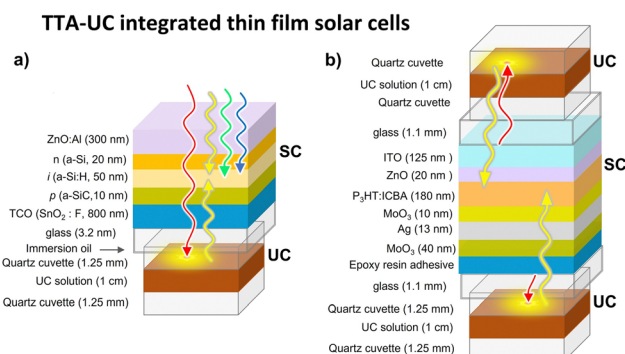 TTA-UC integrated thin film solar cells
a)
ZnO:Al (300 nm)
n (a-Si, 20 nm)
i (a-Si:H, 50 nm)
p (a-SiC,10 nm)
TCO (SnO2 : F, 800 nm)
glass (3.2 nm)
Immersion oil
Quartz cuvette (1.25 mm)
UC solution (1 cm)
Quartz cuvette (1.25 mm)
SC
UC
b)
Quartz cuvette
UC solution (1 cm)
Quartz cuvette
glass (1.1 mm)
ITO (125 nm )
ZnO (20 nm )
P3HT:ICBA (180 nm)
MoO3 (10 nm)
Ag (13 nm)
MoO3 (40 nm)
Epoxy resin adhesive
glass (1.1 mm)
Quartz cuvette (1.25 mm)
UC solution (1 cm)
Quartz cuvette (1.25 mm)
UC
SC
UC